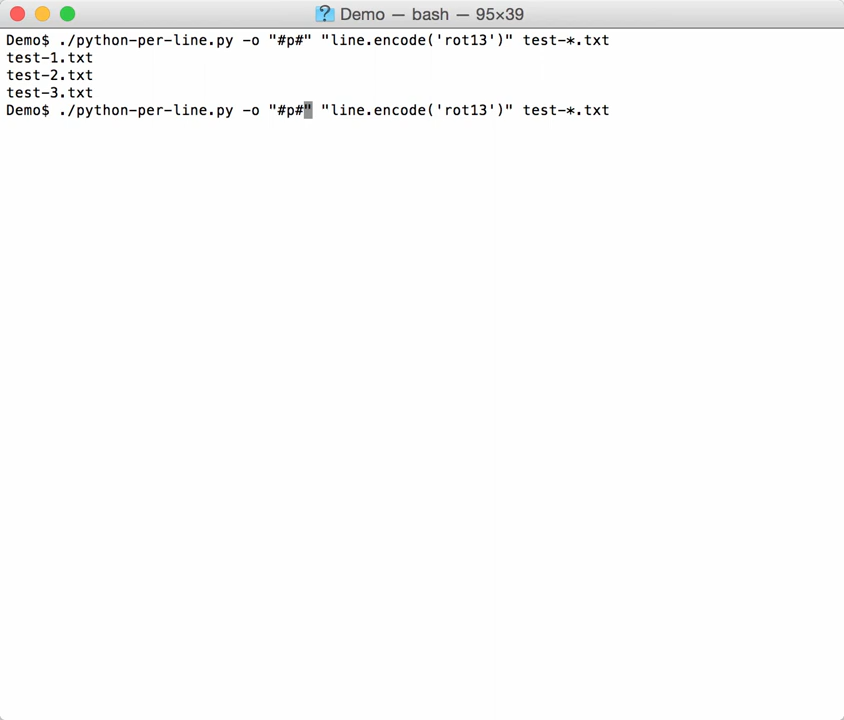 Demo — bash — 95×39
Demo$ ./python-per-line.py -o "#p#" "line.encode('rot13')" test-*.txt
test-1.txt
test-2.txt
test-3.txt
Demo$ ./python-per-line.py -o "#p#" "line.encode('rot13')" test-*.txt